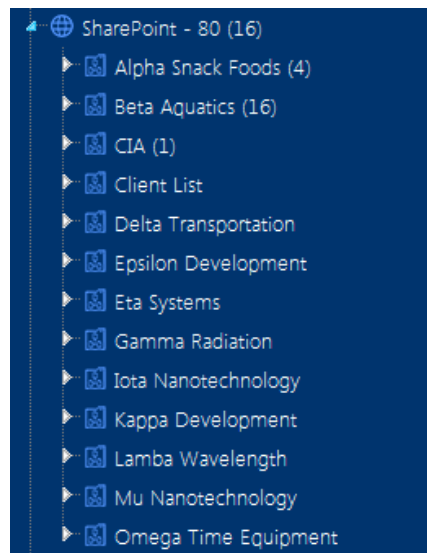 SharePoint - 80 (16)
Alpha Snack Foods (4)
Beta Aquatics (16)
CIA (1)
Client List
Delta Transportation
Epsilon Development
Eta Systems
Gamma Radiation
Iota Nanotechnology
Kappa Development
Lamba Wavelength
Mu Nanotechnology
Omega Time Equipment